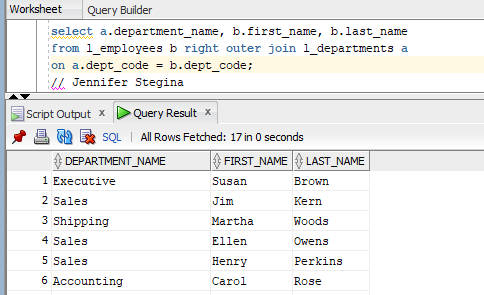 Worksheet Query Builder
select a.department_name, b.first_name, b.last_name
from l_employees b right outer join l_departments a
on a.dept_code = b.dept_code;
// Jennifer Stegina
Script Output x Query Result x
SQL | All Rows Fetched: 17 in 0 seconds
DEPARTMENT_NAME FIRST_NAME LAST_NAME
1 Executive Susan Brown
2 Sales Jim Kern
3 Shipping Martha Woods
4 Sales Ellen Owens
5 Sales Henry Perkins
6 Accounting Carol Rose